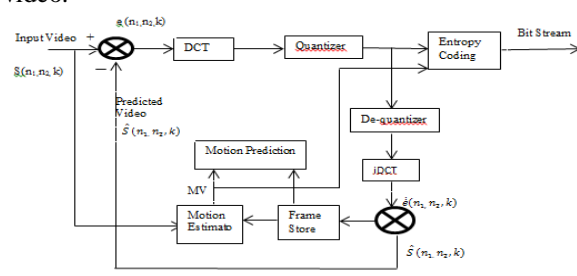 video.
e(n₁,n₂,k)
Input Video
+
DCT
Quantizer
Entropy
Coding
Bit Stream
S(n₁,n₂,k)
−
Predicted
Video
Ŝ(n₁, n₂, k)
De-quantizer
Motion Prediction
iDCT
MV
ė(n₁, n₂, k)
Motion
Estimato
Frame
Store
Ŝ(n₁, n₂, k)